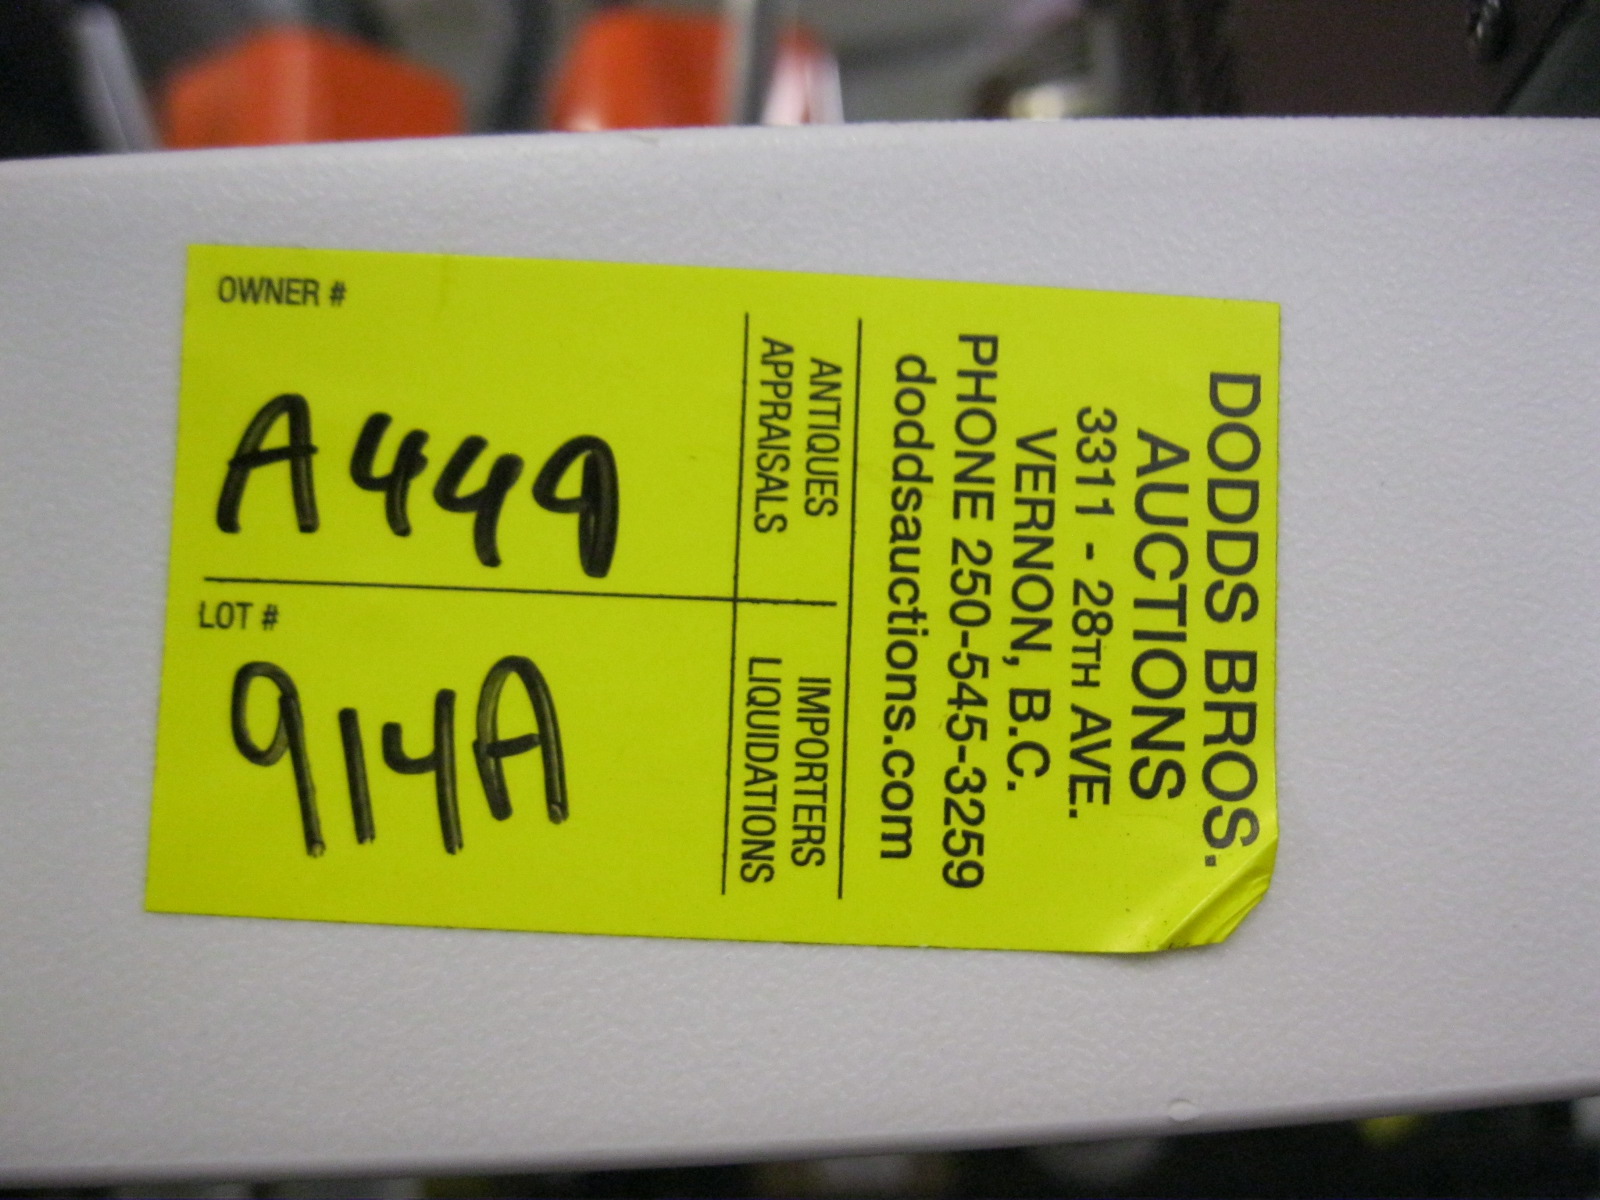 DODDS BROS.
AUCTIONS
3311 - 28TH AVE.
VERNON, B.C.
PHONE 250-545-3259
doddsauctions.com
ANTIQUES
APPRAISALS
IMPORTERS
LIQUIDATIONS
OWNER #
A449
LOT #
914A